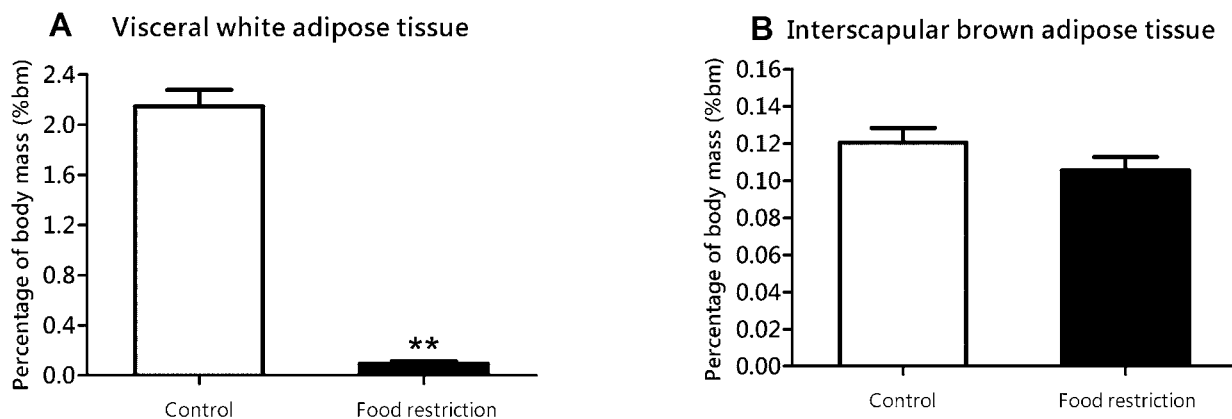 A Visceral white adipose tissue
Percentage of body mass (%bm)
2.4
2.0
1.6
1.2
0.8
0.4
0.0
**
Control
Food restriction
B Interscapular brown adipose tissue
Percentage of body mass (%bm)
0.16
0.14
0.12
0.10
0.08
0.06
0.04
0.02
0.00
Control
Food restriction